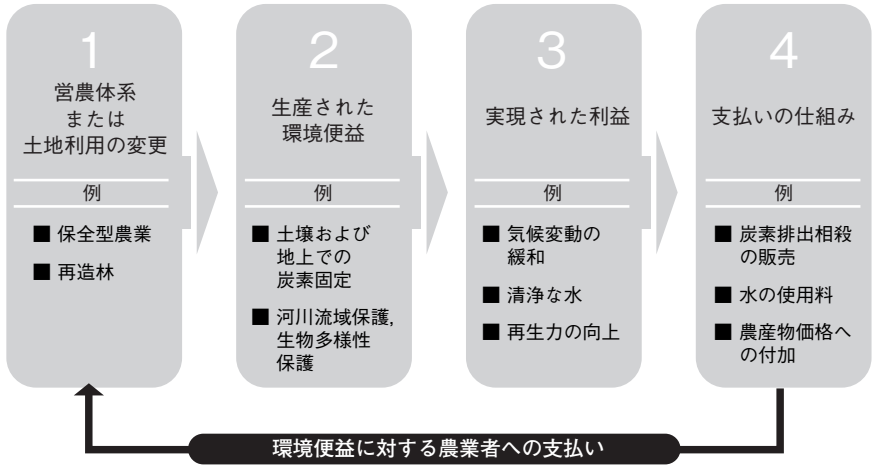 1
営農体系
または
土地利用の変更
例
■ 保全型農業
■ 再造林
2
生産された
環境便益
例
■ 土壌および
地上での
炭素固定
■ 河川流域保護,
生物多様性
保護
3
実現された利益
例
■ 気候変動の
緩和
■ 清浄な水
■ 再生力の向上
4
支払いの仕組み
例
■ 炭素排出相殺
の販売
■ 水の使用料
■ 農産物価格へ
の付加
環境便益に対する農業者への支払い